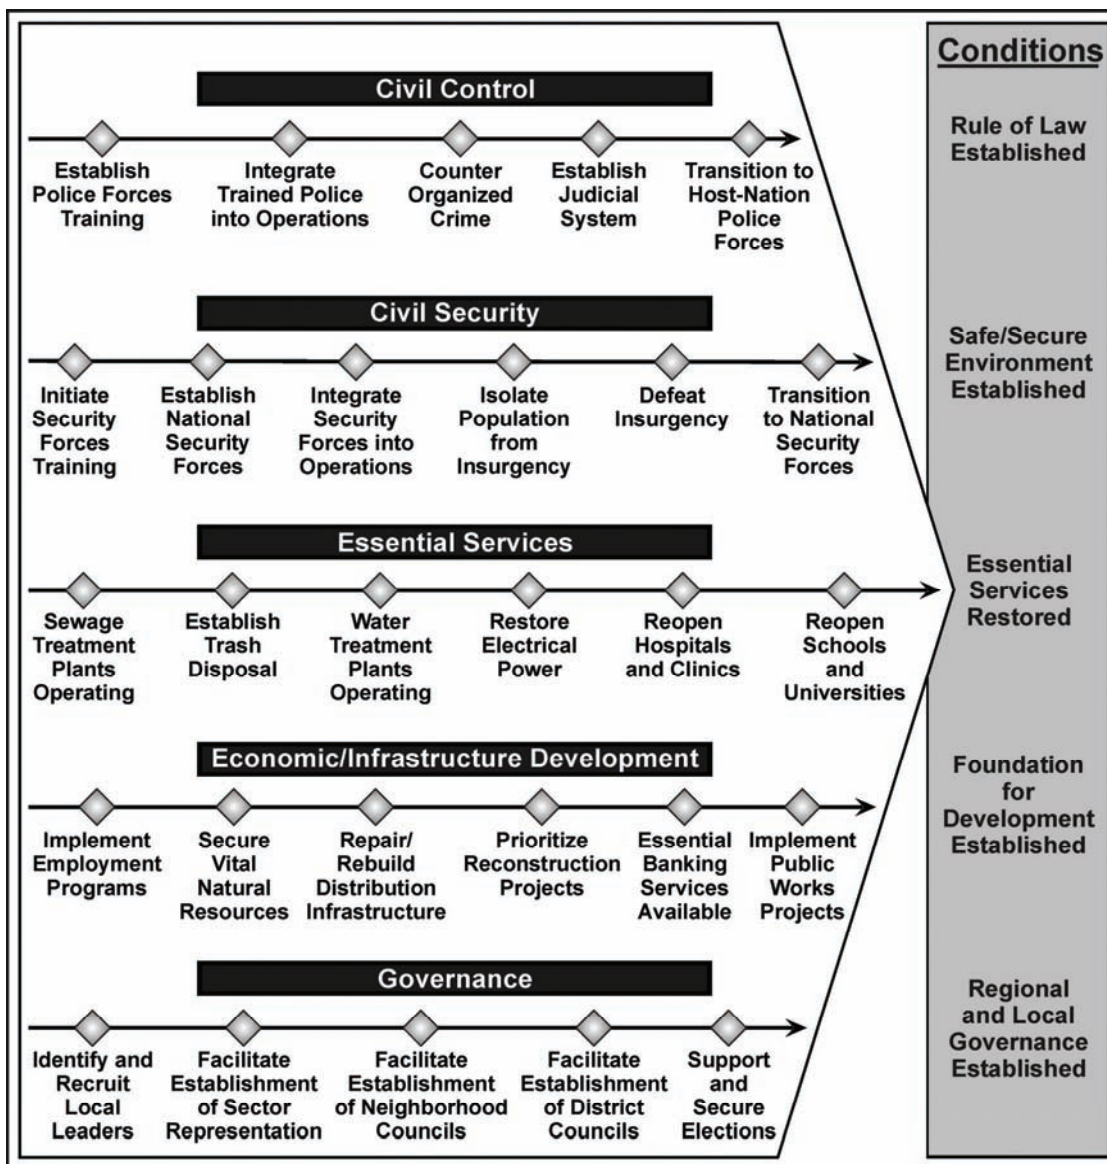 Conditions
Civil Control
Establish
Police Forces
Training
Integrate
Trained Police
into Operations
Counter
Organized
Crime
Establish
Judicial
System
Transition to
Host-Nation
Police
Forces
Rule of Law
Established
Civil Security
Initiate
Security
Forces
Training
Establish
National
Security
Forces
Integrate
Security
Forces into
Operations
Isolate
Population
from
Insurgency
Defeat
Insurgency
Transition
to National
Security
Forces
Safe/Secure
Environment
Established
Essential Services
Sewage
Treatment
Plants
Operating
Establish
Trash
Disposal
Water
Treatment
Plants
Operating
Restore
Electrical
Power
Reopen
Hospitals
and Clinics
Reopen
Schools
and
Universities
Essential
Services
Restored
Economic/Infrastructure Development
Implement
Employment
Programs
Secure
Vital
Natural
Resources
Repair/
Rebuild
Distribution
Infrastructure
Prioritize
Reconstruction
Projects
Essential
Banking
Services
Available
Implement
Public
Works
Projects
Foundation
for
Development
Established
Governance
Identify and
Recruit
Local
Leaders
Facilitate
Establishment
of Sector
Representation
Facilitate
Establishment
of Neighborhood
Councils
Facilitate
Establishment
of District
Councils
Support
and
Secure
Elections
Regional
and Local
Governance
Established